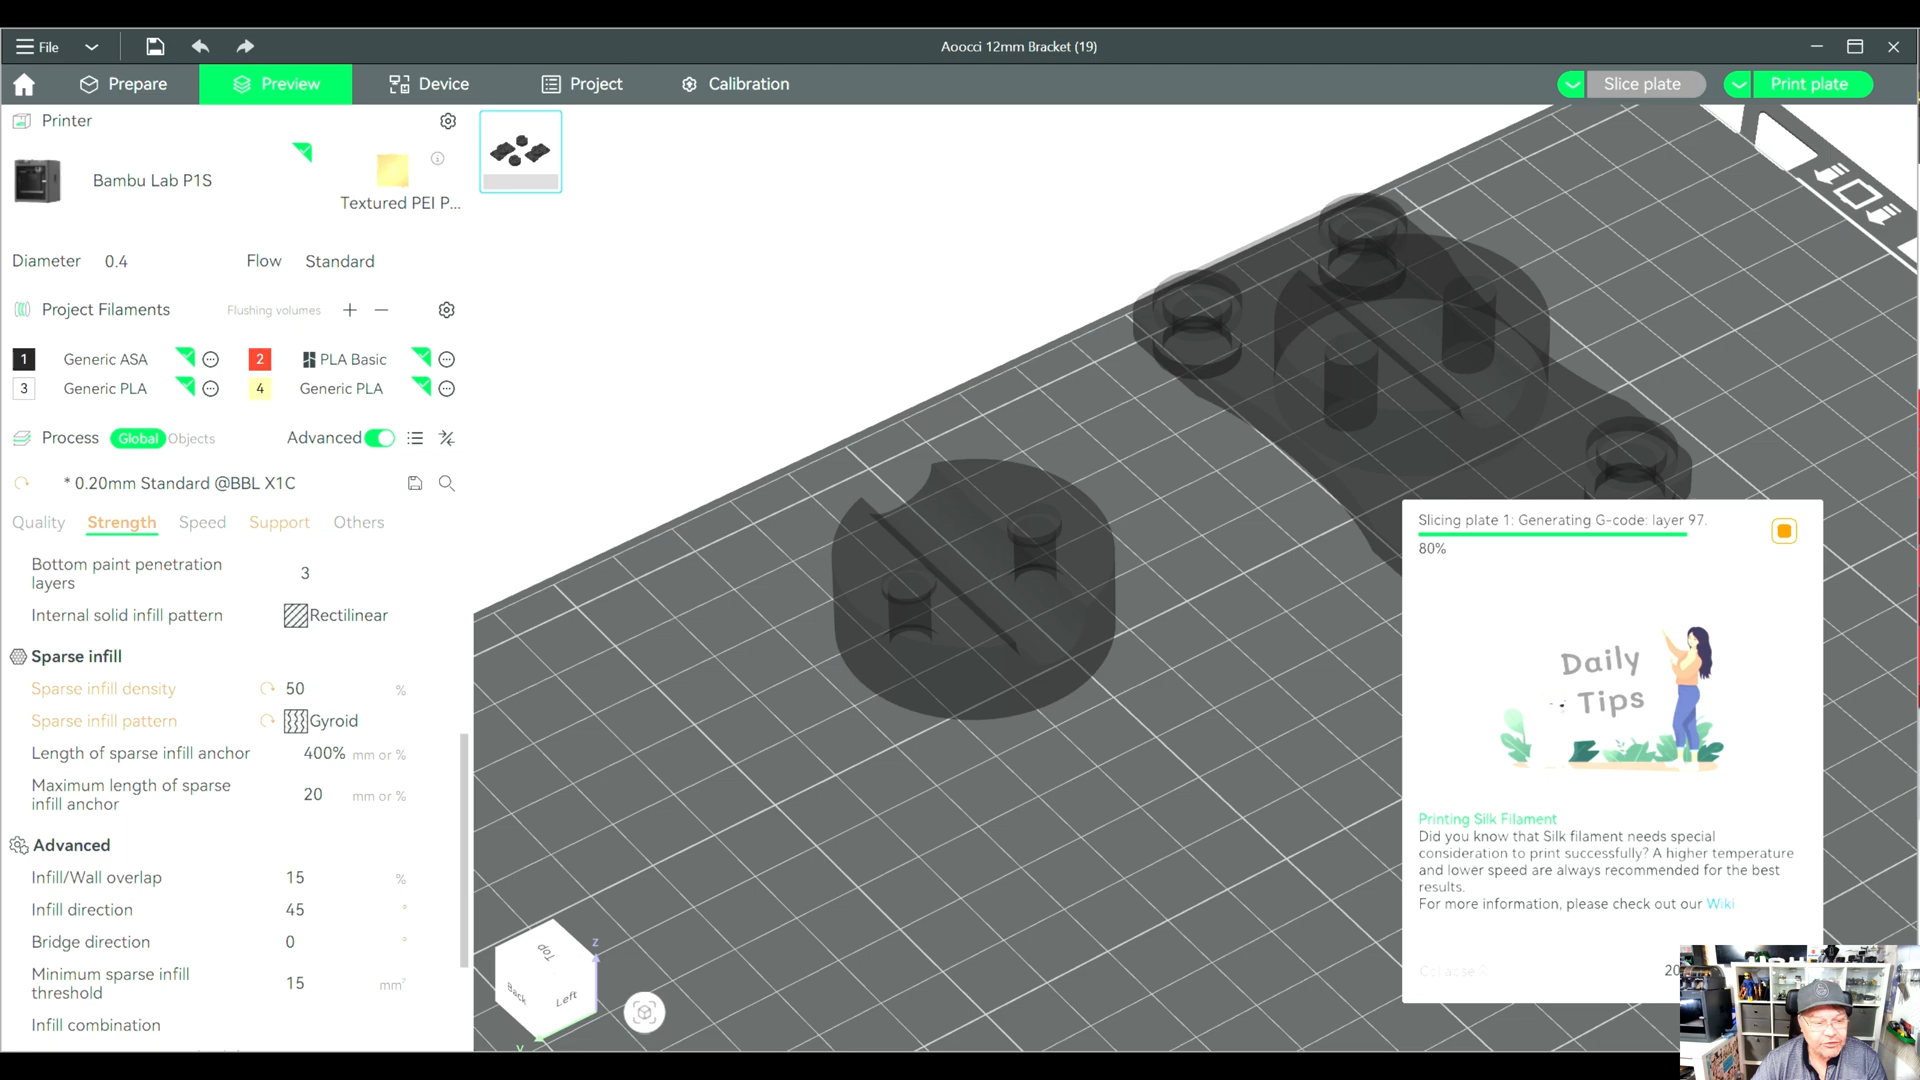 File
Aoocci 12mm Bracket (19)
Prepare
Preview
Device
Project
Calibration
Slice plate
Print plate
Printer
Bambu Lab P1S
Textured PEI P...
Diameter 0.4 Flow Standard
Project Filaments Flushing volumes
1 Generic ASA 2 PLA Basic
3 Generic PLA 4 Generic PLA
Process Global Objects Advanced
* 0.20mm Standard @BBL X1C
Quality Strength Speed Support Others
Bottom paint penetration
layers 3
Internal solid infill pattern Rectilinear
Sparse infill
Sparse infill density 50 %
Sparse infill pattern Gyroid
Length of sparse infill anchor 400% mm or %
Maximum length of sparse
infill anchor 20 mm or %
Advanced
Infill/Wall overlap 15 %
Infill direction 45 °
Bridge direction 0 °
Minimum sparse infill
threshold 15 mm²
Infill combination
Top
Back
Left
Z
Y
Slicing plate 1: Generating G-code: layer 97.
80%
Daily
Tips
Printing Silk Filament
Did you know that Silk filament needs special
consideration to print successfully? A higher temperature
and lower speed are always recommended for the best
results.
For more information, please check out our Wiki
Collapse